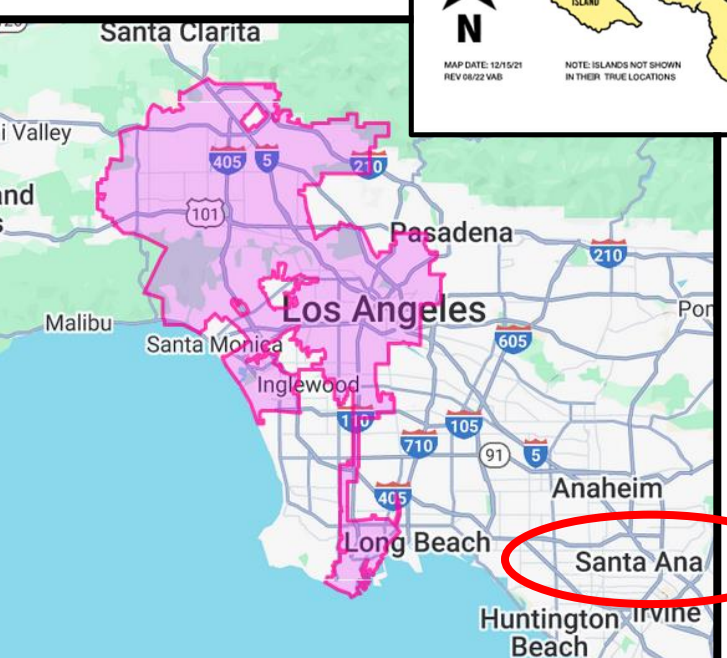 Santa Clarita
ISLAND
N
MAP DATE: 12/15/21
REV 08/22 VAB
NOTE: ISLANDS NOT SHOWN
IN THEIR TRUE LOCATIONS
i Valley
405
5
210
nd
s
101
Pasadena
210
Los Angeles
Malibu
Santa Monica
605
Por
Inglewood
110
105
710
91
5
405
Anaheim
Long Beach
Santa Ana
Huntington
Beach
Irvine